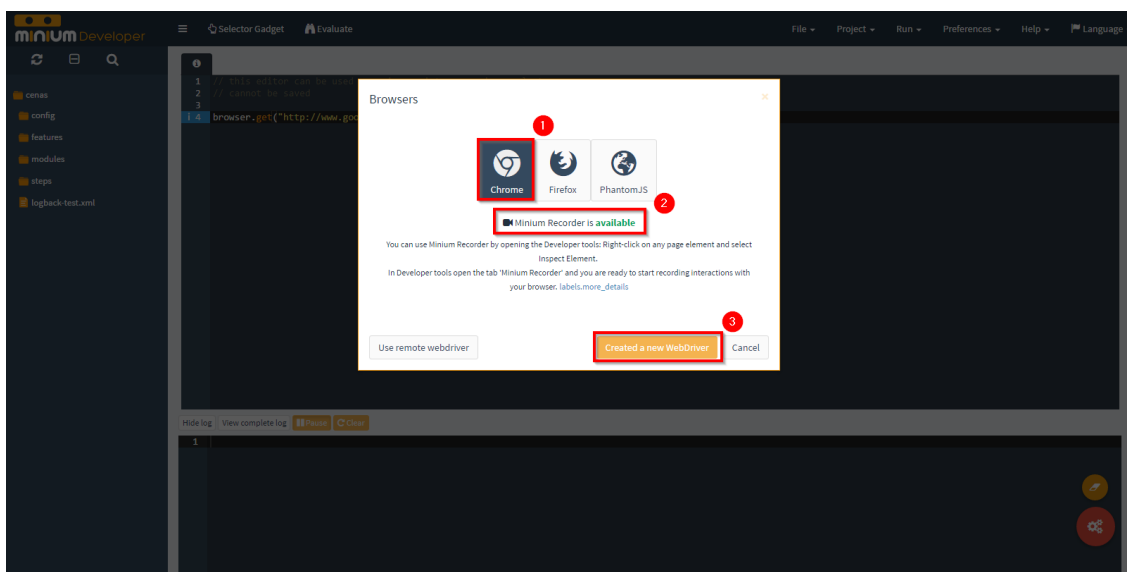 minium Developer
Selector Gadget
Evaluate
File
Project
Run
Preferences
Help
Language
cenas
config
features
modules
steps
logback-test.xml
1 // this editor can be used
2 // cannot be saved
3
4 browser.get("http://www.goo
Browsers
×
1
Chrome
Firefox
PhantomJS
2
Minium Recorder is available
You can use Minium Recorder by opening the Developer tools: Right-click on any page element and select
Inspect Element.
In Developer tools open the tab 'Minium Recorder' and you are ready to start recording interactions with
your browser. labels.more_details
3
Use remote webdriver
Created a new WebDriver
Cancel
Hide log
View complete log
Pause
Clear
1